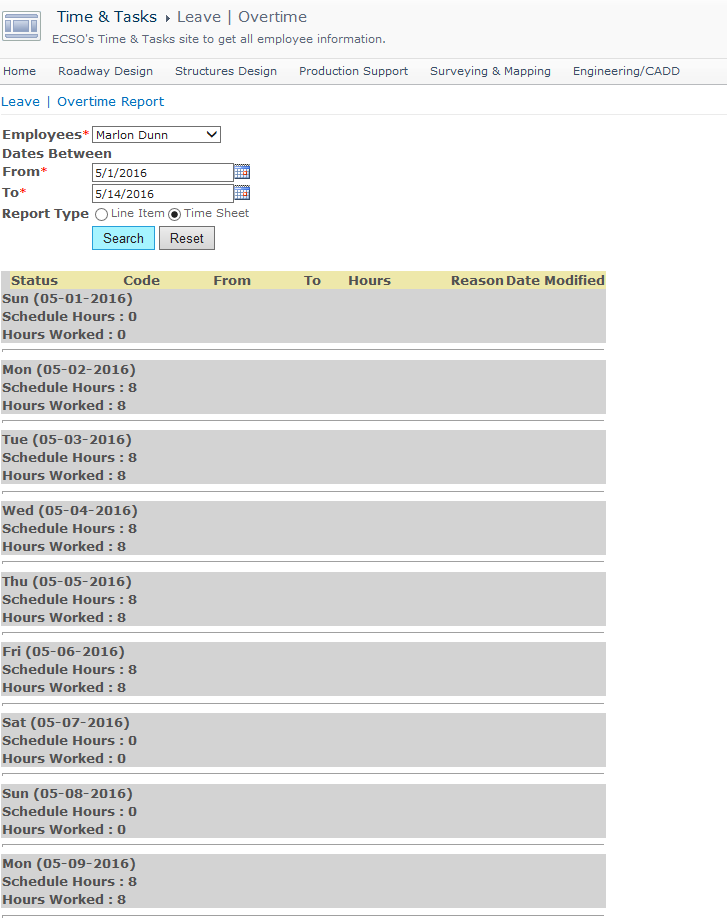 Time & Tasks ▸ Leave | Overtime
ECSO's Time & Tasks site to get all employee information.
Home Roadway Design Structures Design Production Support Surveying & Mapping Engineering/CADD
Leave | Overtime Report
Employees* Marlon Dunn
Dates Between
From* 5/1/2016
To* 5/14/2016
Report Type Line Item Time Sheet
Search Reset
Status Code From To Hours Reason Date Modified
Sun (05-01-2016)
Schedule Hours : 0
Hours Worked : 0
Mon (05-02-2016)
Schedule Hours : 8
Hours Worked : 8
Tue (05-03-2016)
Schedule Hours : 8
Hours Worked : 8
Wed (05-04-2016)
Schedule Hours : 8
Hours Worked : 8
Thu (05-05-2016)
Schedule Hours : 8
Hours Worked : 8
Fri (05-06-2016)
Schedule Hours : 8
Hours Worked : 8
Sat (05-07-2016)
Schedule Hours : 0
Hours Worked : 0
Sun (05-08-2016)
Schedule Hours : 0
Hours Worked : 0
Mon (05-09-2016)
Schedule Hours : 8
Hours Worked : 8